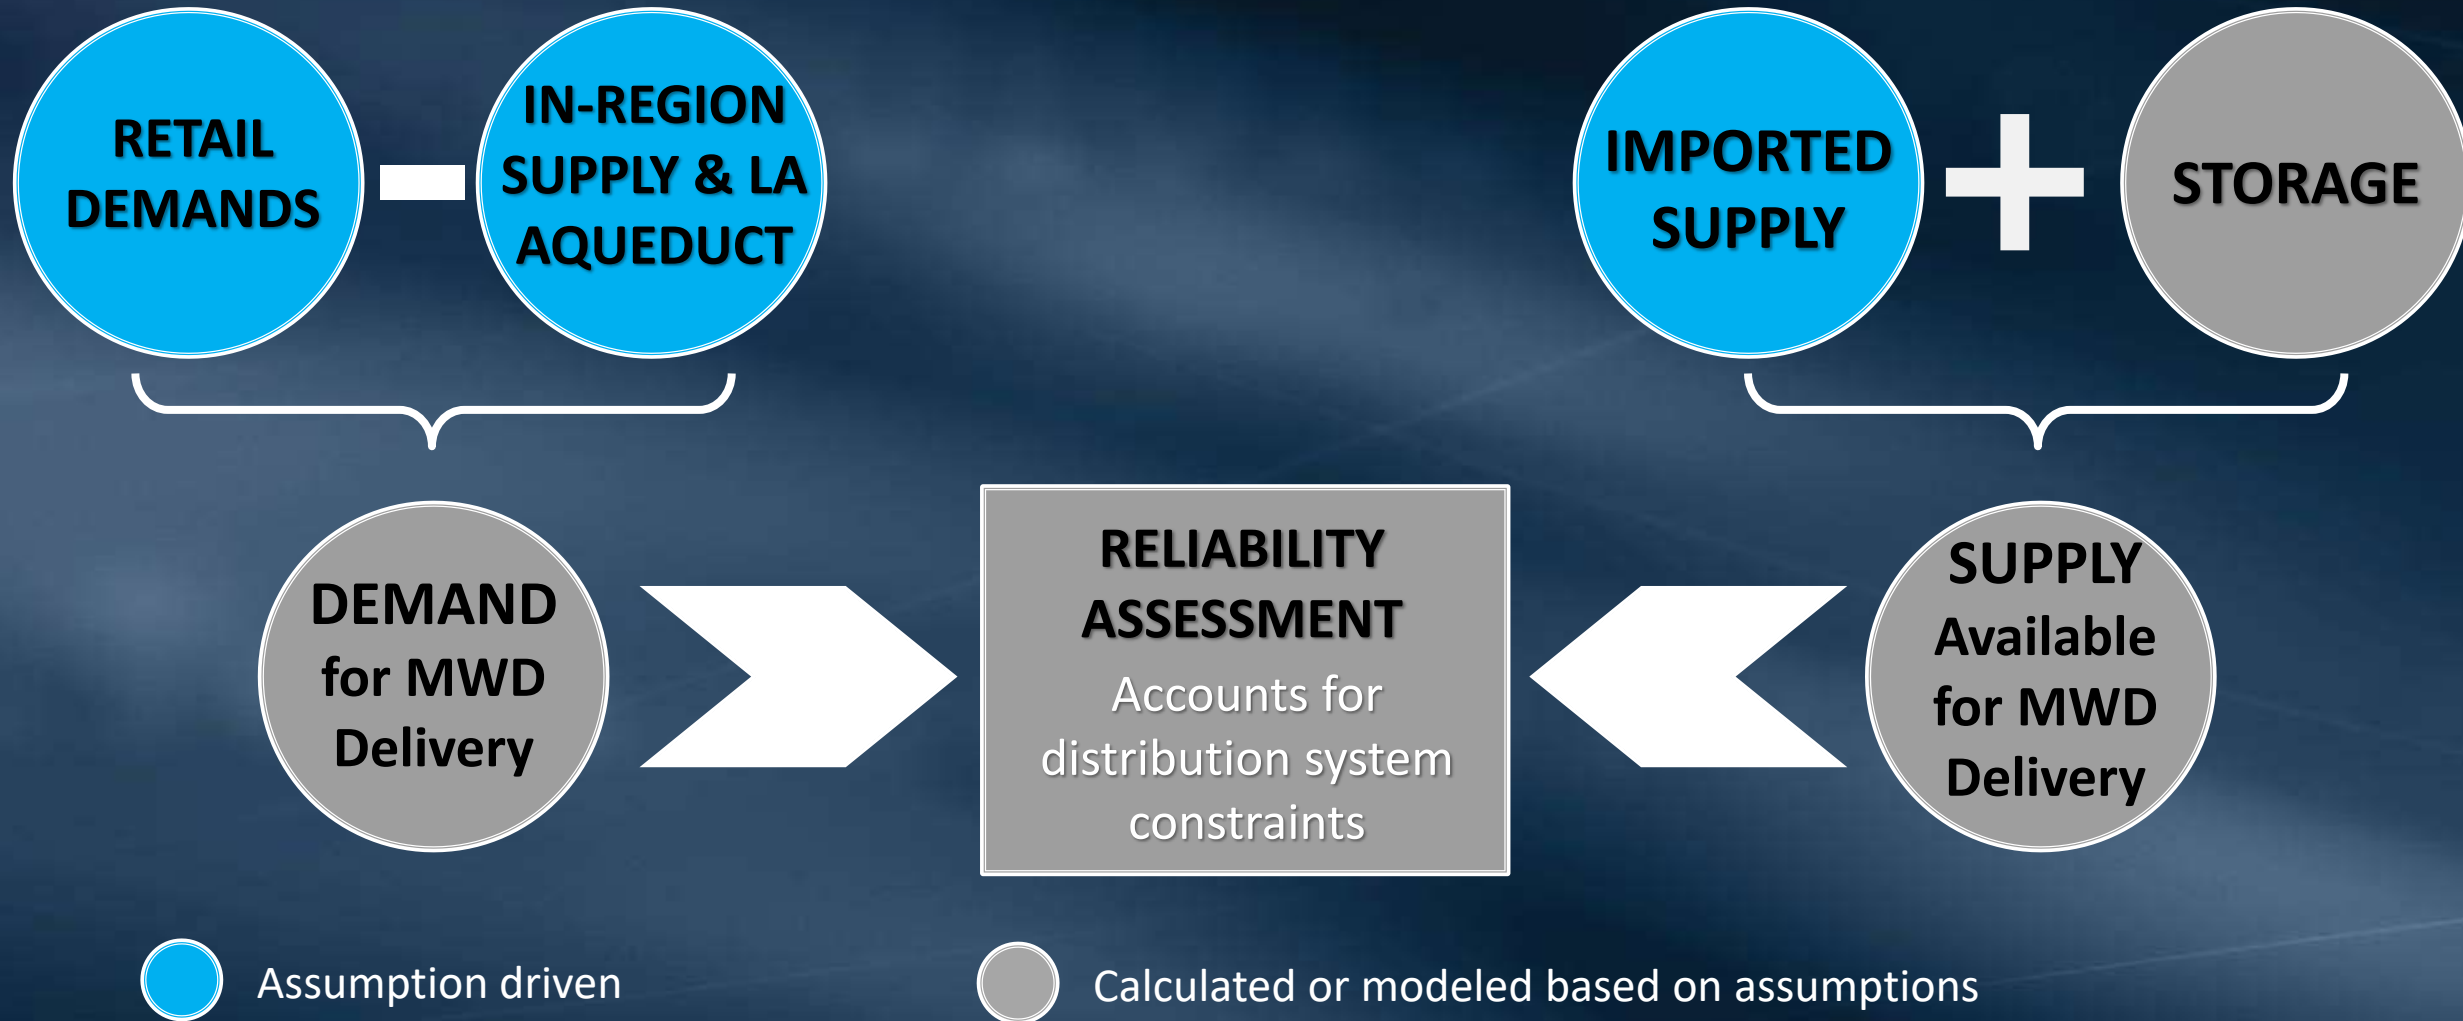 RETAIL
DEMANDS
IN-REGION
SUPPLY & LA
AQUEDUCT
IMPORTED
SUPPLY
STORAGE
DEMAND
for MWD
Delivery
RELIABILITY
ASSESSMENT
Accounts for
distribution system
constraints
SUPPLY
Available
for MWD
Delivery
Assumption driven
Calculated or modeled based on assumptions